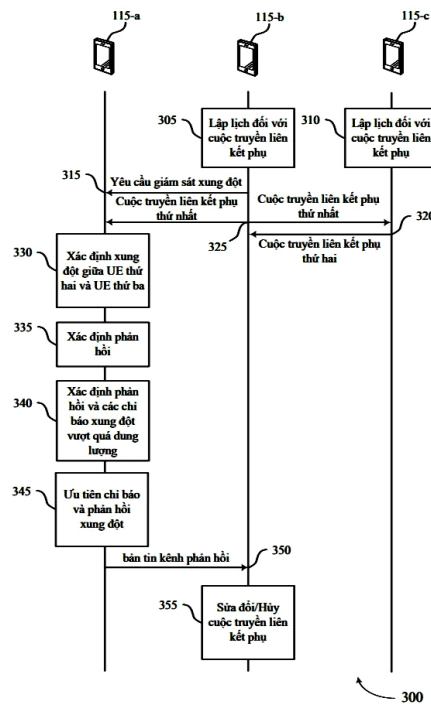 115-a
115-b
115-c
305
Lập lịch đối với
cuộc truyền liên
kết phụ
310
Lập lịch đối với
cuộc truyền liên
kết phụ
315
Yêu cầu giám sát xung đột
Cuộc truyền liên kết phụ
thứ nhất
Cuộc truyền liên kết phụ
thứ nhất
320
325
Cuộc truyền liên kết phụ
thứ hai
330
Xác định xung
đột giữa UE thứ
hai và UE thứ ba
335
Xác định phản
hồi
340
Xác định phản
hồi và các chỉ
báo xung đột
vượt quá dung
lượng
345
Ưu tiên chỉ báo
và phản hồi
xung đột
bản tin kênh phản hồi
350
355
Sửa đổi/Hủy
cuộc truyền liên
kết phụ
300